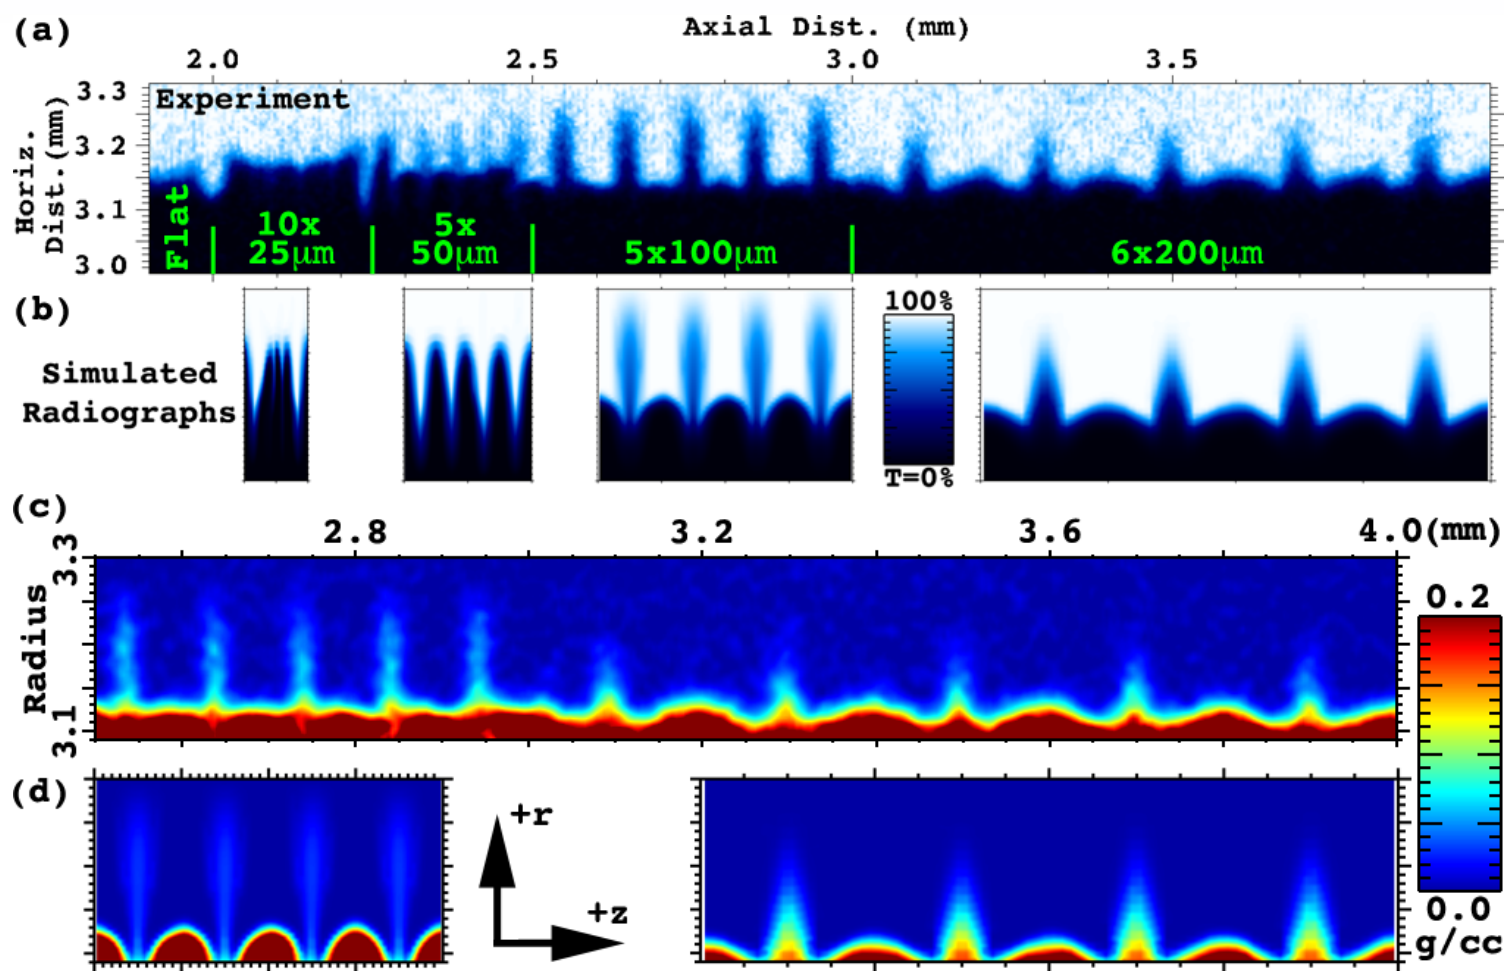 (a)
Axial Dist. (mm)
2.0 2.5 3.0 3.5
Horiz.
Dist.(mm)
3.3
3.2
3.1
3.0
Experiment
Flat
10x
25μm
5x
50μm
5x100μm
6x200μm
(b)
Simulated
Radiographs
100%
T=0%
(c)
2.8 3.2 3.6 4.0(mm)
Radius
3.3
3.1
0.2
0.0
g/cc
(d)
+r
+z